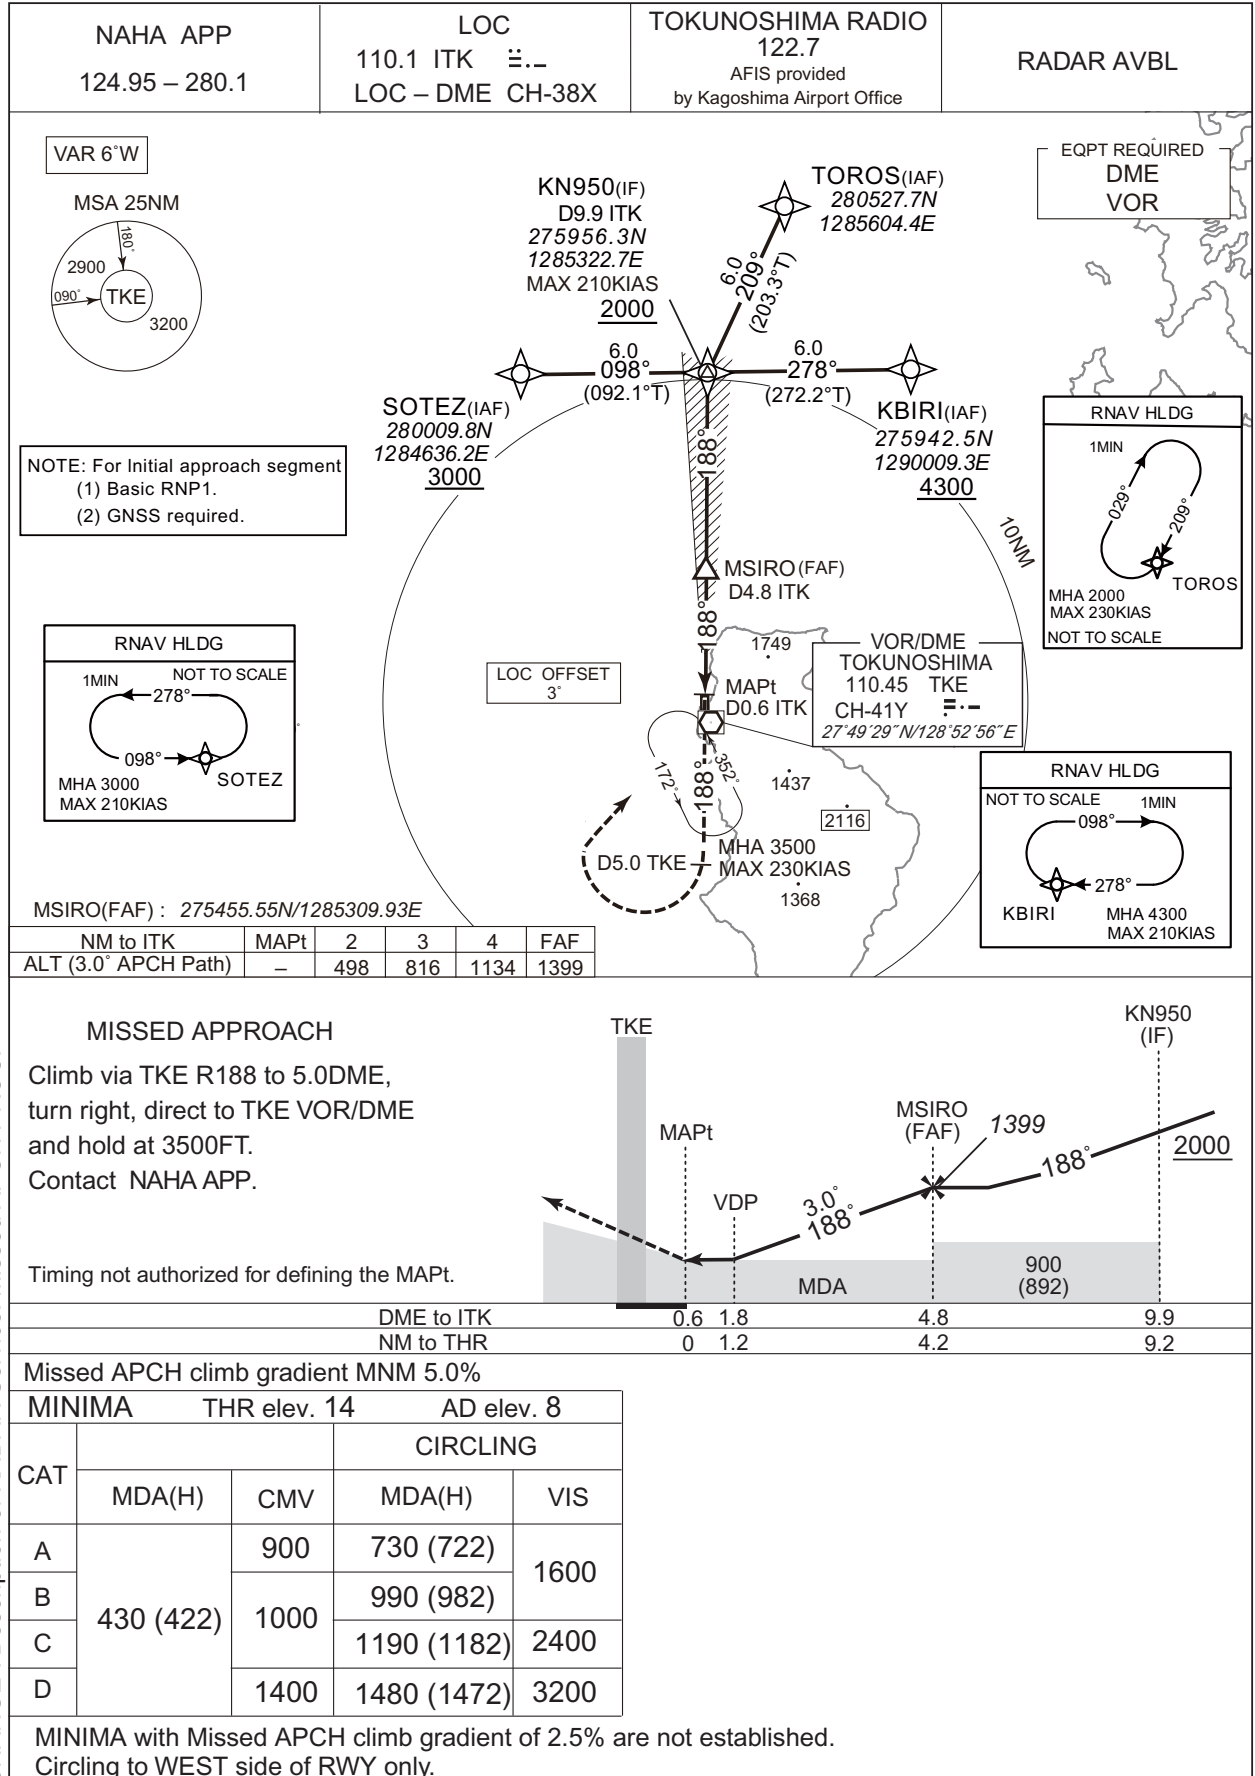 NAHA APP
124.95 – 280.1
LOC
110.1 ITK
LOC – DME CH-38X
TOKUNOSHIMA RADIO
122.7
AFIS provided
by Kagoshima Airport Office
RADAR AVBL
VAR 6˚W
MSA 25NM
180˚
2900
090˚
TKE
3200
EQPT REQUIRED
DME
VOR
KN950(IF)
D9.9 ITK
275956.3N
1285322.7E
MAX 210KIAS
2000
TOROS(IAF)
280527.7N
1285604.4E
6.0
209°
(203.3°T)
6.0
098°
(092.1°T)
6.0
278°
(272.2°T)
SOTEZ(IAF)
280009.8N
1284636.2E
3000
KBIRI(IAF)
275942.5N
1290009.3E
4300
NOTE: For Initial approach segment
(1) Basic RNP1.
(2) GNSS required.
188°
10NM
RNAV HLDG
1MIN
029°
209°
TOROS
MHA 2000
MAX 230KIAS
NOT TO SCALE
MSIRO(FAF)
D4.8 ITK
188°
RNAV HLDG
NOT TO SCALE
1MIN
278°
098°
SOTEZ
MHA 3000
MAX 210KIAS
LOC OFFSET
3˚
1749
MAPt
D0.6 ITK
VOR/DME
TOKUNOSHIMA
110.45 TKE
CH-41Y
27°49´29˝N/128°52´56˝E
172°
352°
188°
1437
2116
MHA 3500
MAX 230KIAS
D5.0 TKE
1368
RNAV HLDG
NOT TO SCALE
1MIN
098°
278°
KBIRI
MHA 4300
MAX 210KIAS
MSIRO(FAF) : 275455.55N/1285309.93E
NM to ITK MAPt 2 3 4 FAF
ALT (3.0˚ APCH Path) – 498 816 1134 1399
MISSED APPROACH
Climb via TKE R188 to 5.0DME,
turn right, direct to TKE VOR/DME
and hold at 3500FT.
Contact NAHA APP.
Timing not authorized for defining the MAPt.
TKE
MAPt
VDP
3.0˚
188˚
MSIRO
(FAF)
1399
188˚
KN950
(IF)
2000
MDA
900
(892)
DME to ITK 0.6 1.8 4.8 9.9
NM to THR 0 1.2 4.2 9.2
Missed APCH climb gradient MNM 5.0%
MINIMA THR elev. 14 AD elev. 8
CAT
CIRCLING
MDA(H) CMV MDA(H) VIS
A 430 (422) 900 730 (722) 1600
B 1000 990 (982)
C 1190 (1182) 2400
D 1400 1480 (1472) 3200
MINIMA with Missed APCH climb gradient of 2.5% are not established.
Circling to WEST side of RWY only.